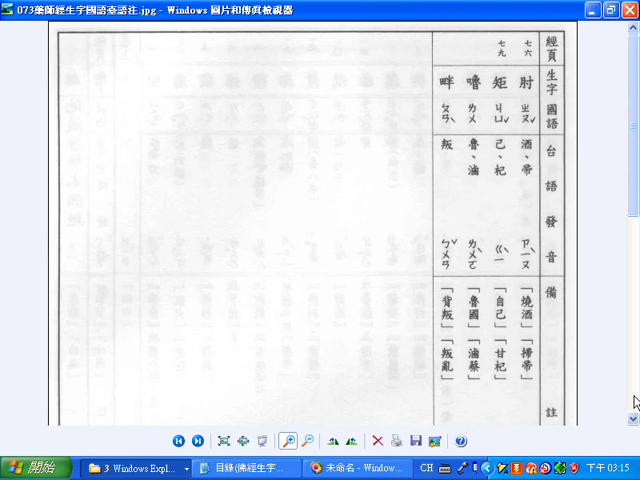 073藥師經生字國語臺語注.jpg - Windows 圖片和傳真檢視器
經頁 生字 國語 台語發音 備註
七六 肘 ㄓㄡˇ 酒、帚 「燒酒」「掃帚」
七九 矩 ㄐㄩˇ 己、杞 「自己」「甘杞」
嚕 ㄌㄨ 魯、滷 「魯國」「滷蔡」
畔 ㄆㄢˋ 叛 「背叛」「叛亂」
開始
3 Windows Expl...
目錄(佛經生字...
未命名 - Window...
CH
下午 03:15